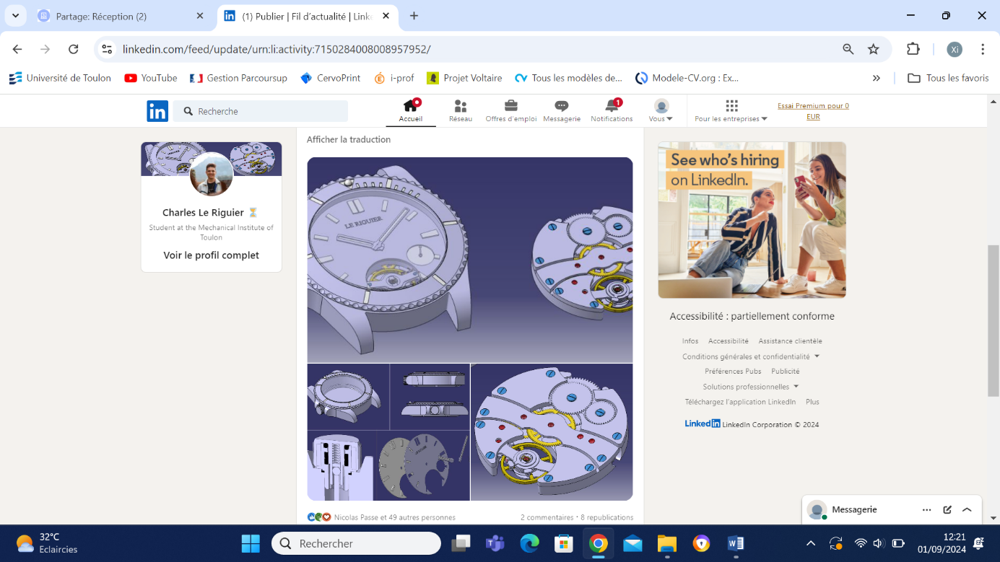 Partage: Réception (2)
(1) Publier | Fil d'actualité | Linke
linkedin.com/feed/update/urn:li:activity:7150284008008957952/
Xi
Université de Toulon
YouTube
Gestion Parcoursup
CervoPrint
i-prof
Projet Voltaire
Tous les modèles de...
Modele-CV.org : Ex...
»
Tous les favoris
in
Recherche
Accueil
Réseau
Offres d'emploi
Messagerie
1
Notifications
Vous
Pour les entreprises
Essai Premium pour 0
EUR
Afficher la traduction
Charles Le Riguier
Student at the Mechanical Institute of
Toulon
Voir le profil complet
LE RIGUIER
Nicolas Passe et 49 autres personnes
2 commentaires • 8 republications
See who's hiring
on LinkedIn.
Accessibilité : partiellement conforme
Infos
Accessibilité
Assistance clientèle
Conditions générales et confidentialité
Préférences Pubs
Publicité
Solutions professionnelles
Téléchargez l'application LinkedIn
Plus
LinkedIn LinkedIn Corporation © 2024
Messagerie
32°C
Eclaircies
Rechercher
12:21
01/09/2024